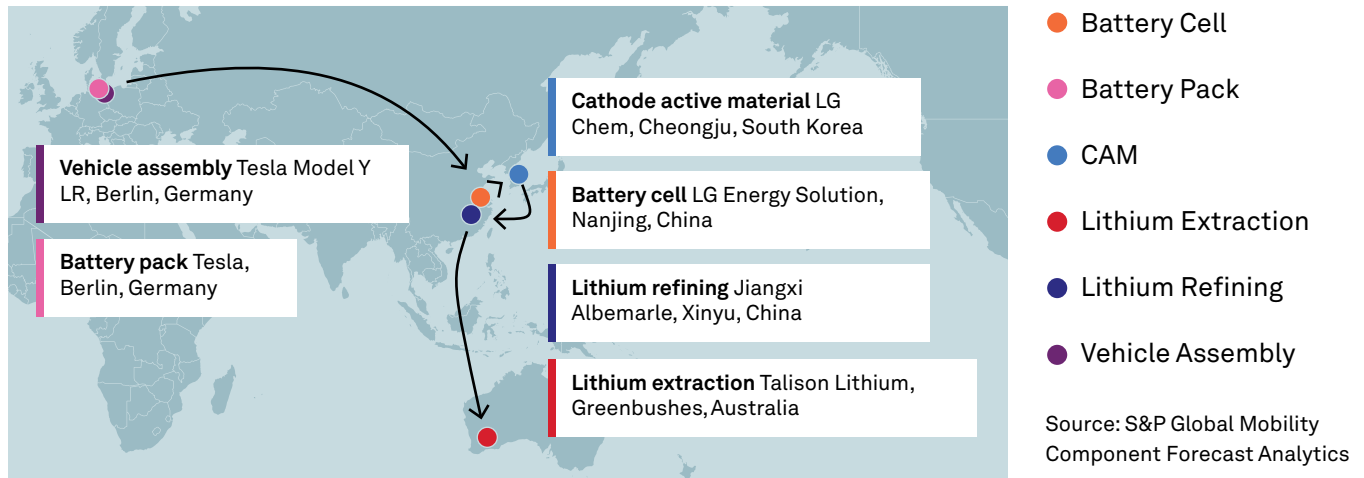 Vehicle assembly Tesla Model Y
LR, Berlin, Germany
Battery pack Tesla,
Berlin, Germany
Cathode active material LG
Chem, Cheongju, South Korea
Battery cell LG Energy Solution,
Nanjing, China
Lithium refining Jiangxi
Albemarle, Xinyu, China
Lithium extraction Talison Lithium,
Greenbushes, Australia
Battery Cell
Battery Pack
CAM
Lithium Extraction
Lithium Refining
Vehicle Assembly
Source: S&P Global Mobility
Component Forecast Analytics